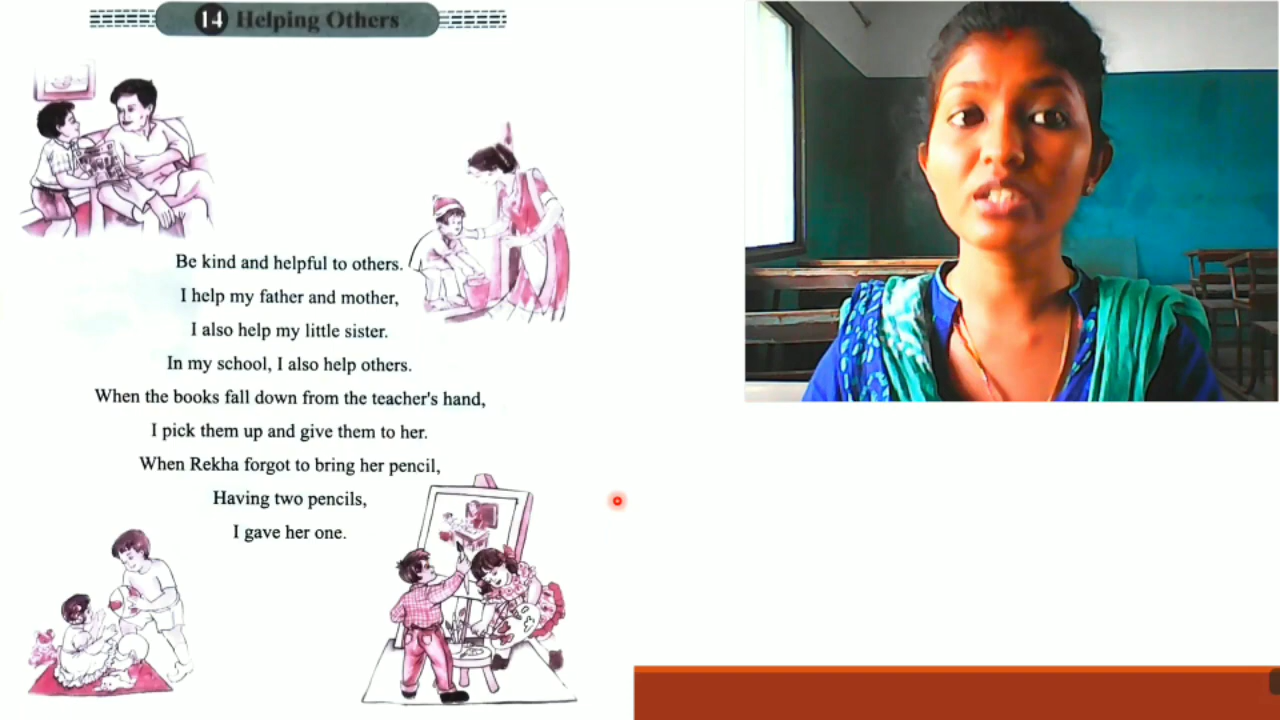 14 Helping Others
Be kind and helpful to others.
I help my father and mother,
I also help my little sister.
In my school, I also help others.
When the books fall down from the teacher's hand,
I pick them up and give them to her.
When Rekha forgot to bring her pencil,
Having two pencils,
I gave her one.